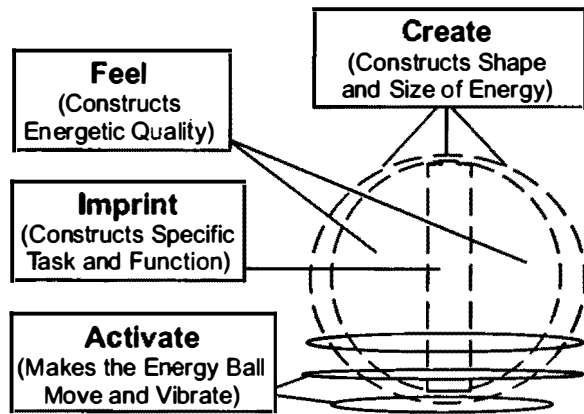 Create
(Constructs Shape
and Size of Energy)
Feel
(Constructs
Energetic Quality)
Imprint
(Constructs Specific
Task and Function)
Activate
(Makes the Energy Ball
Move and Vibrate)